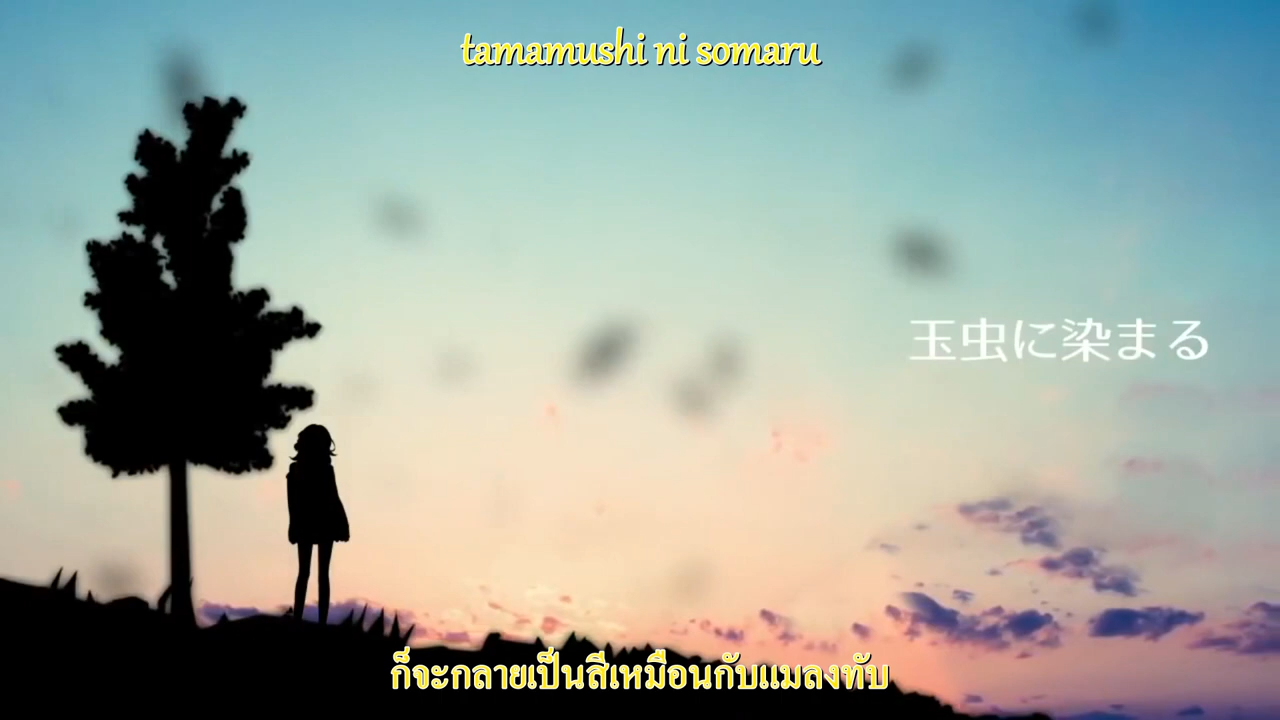 tamamushi ni somaru
玉虫に染まる
ก็จะกลายเป็นสีเหมือนกับแมลงทับ